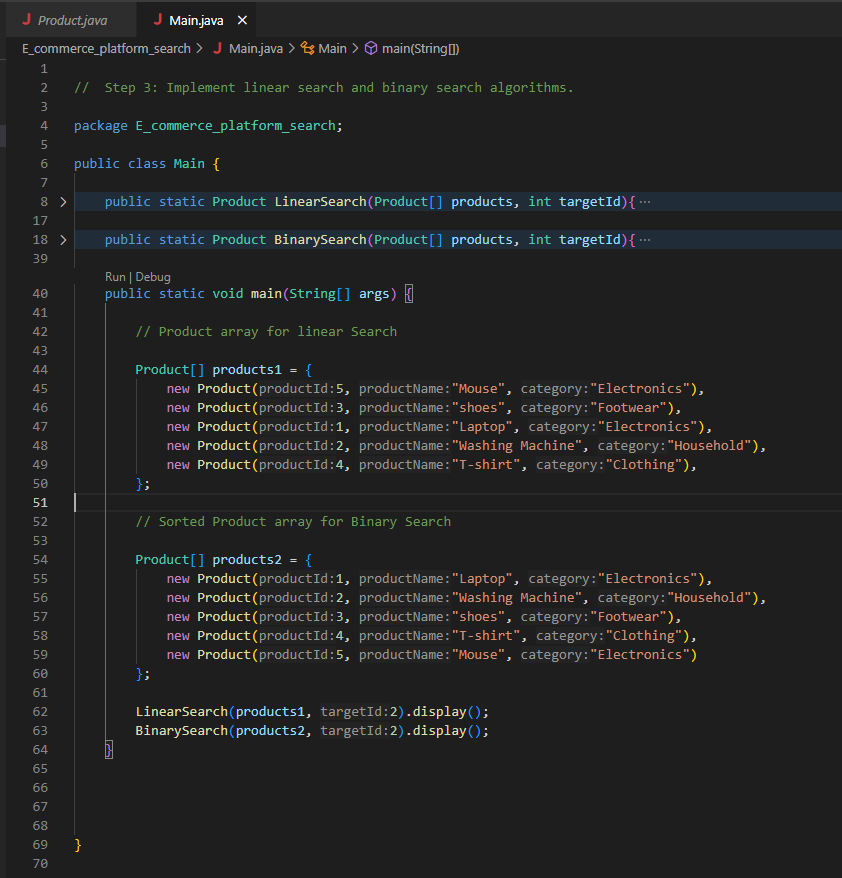 J Product.java J Main.java ×
E_commerce_platform_search > J Main.java > Main > main(String[])
1
2 //  Step 3: Implement linear search and binary search algorithms.
3
4 package E_commerce_platform_search;
5
6 public class Main {
7
8 > public static Product LinearSearch(Product[] products, int targetId){ ···
17
18 > public static Product BinarySearch(Product[] products, int targetId){ ···
39
Run | Debug
40 public static void main(String[] args) {
41
42 // Product array for linear Search
43
44 Product[] products1 = {
45 new Product(productId:5, productName:"Mouse", category:"Electronics"),
46 new Product(productId:3, productName:"shoes", category:"Footwear"),
47 new Product(productId:1, productName:"Laptop", category:"Electronics"),
48 new Product(productId:2, productName:"Washing Machine", category:"Household"),
49 new Product(productId:4, productName:"T-shirt", category:"Clothing"),
50 };
51
52 // Sorted Product array for Binary Search
53
54 Product[] products2 = {
55 new Product(productId:1, productName:"Laptop", category:"Electronics"),
56 new Product(productId:2, productName:"Washing Machine", category:"Household"),
57 new Product(productId:3, productName:"shoes", category:"Footwear"),
58 new Product(productId:4, productName:"T-shirt", category:"Clothing"),
59 new Product(productId:5, productName:"Mouse", category:"Electronics")
60 };
61
62 LinearSearch(products1, targetId:2).display();
63 BinarySearch(products2, targetId:2).display();
64 }
65
66
67
68
69 }
70